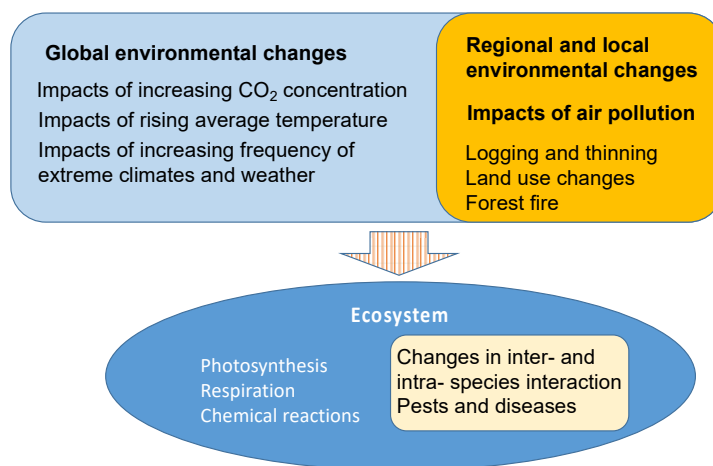 Global environmental changes
Impacts of increasing CO₂ concentration
Impacts of rising average temperature
Impacts of increasing frequency of
extreme climates and weather
Regional and local
environmental changes
Impacts of air pollution
Logging and thinning
Land use changes
Forest fire
Ecosystem
Photosynthesis
Respiration
Chemical reactions
Changes in inter- and
intra- species interaction
Pests and diseases